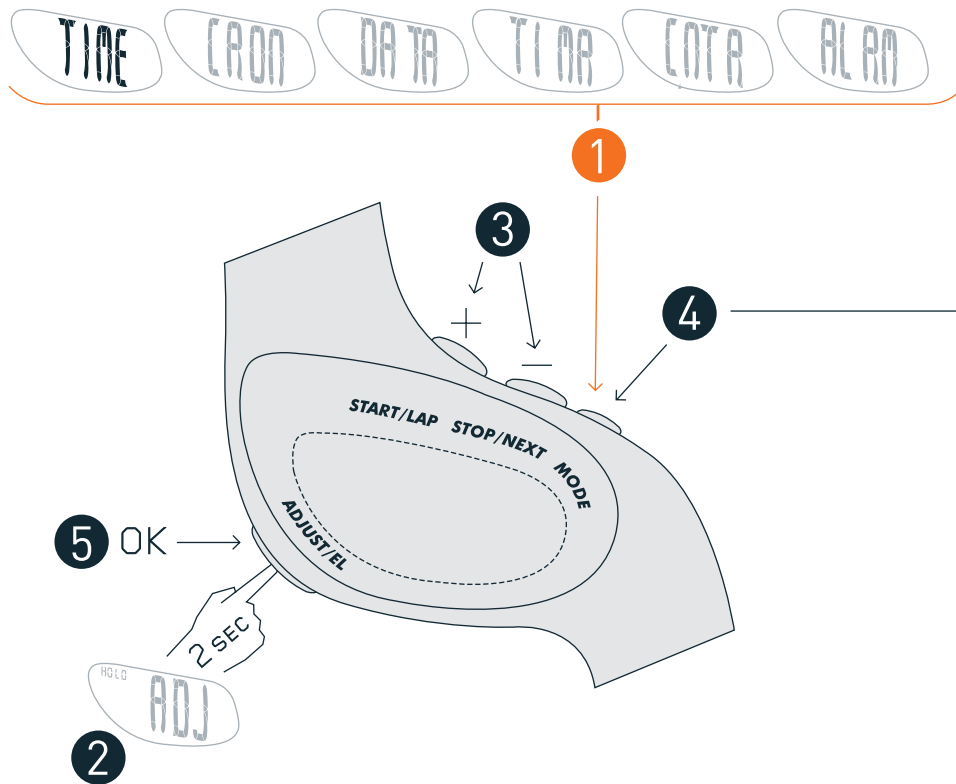 TIME CRON DATA TIMR CNTR ALRM
1
3
+
−
4
START/LAP STOP/NEXT MODE
ADJUST/EL
5 OK
2 SEC
HOLD
ADJ
2